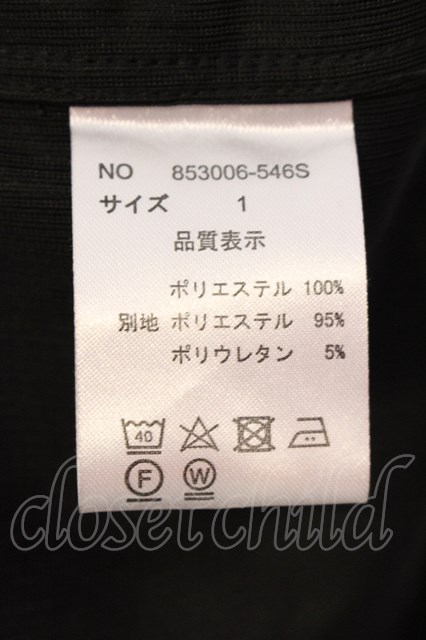 NO 853006-546S
サイズ 1
品質表示
ポリエステル 100%
別地 ポリエステル 95%
ポリウレタン 5%
40
F W
closet child